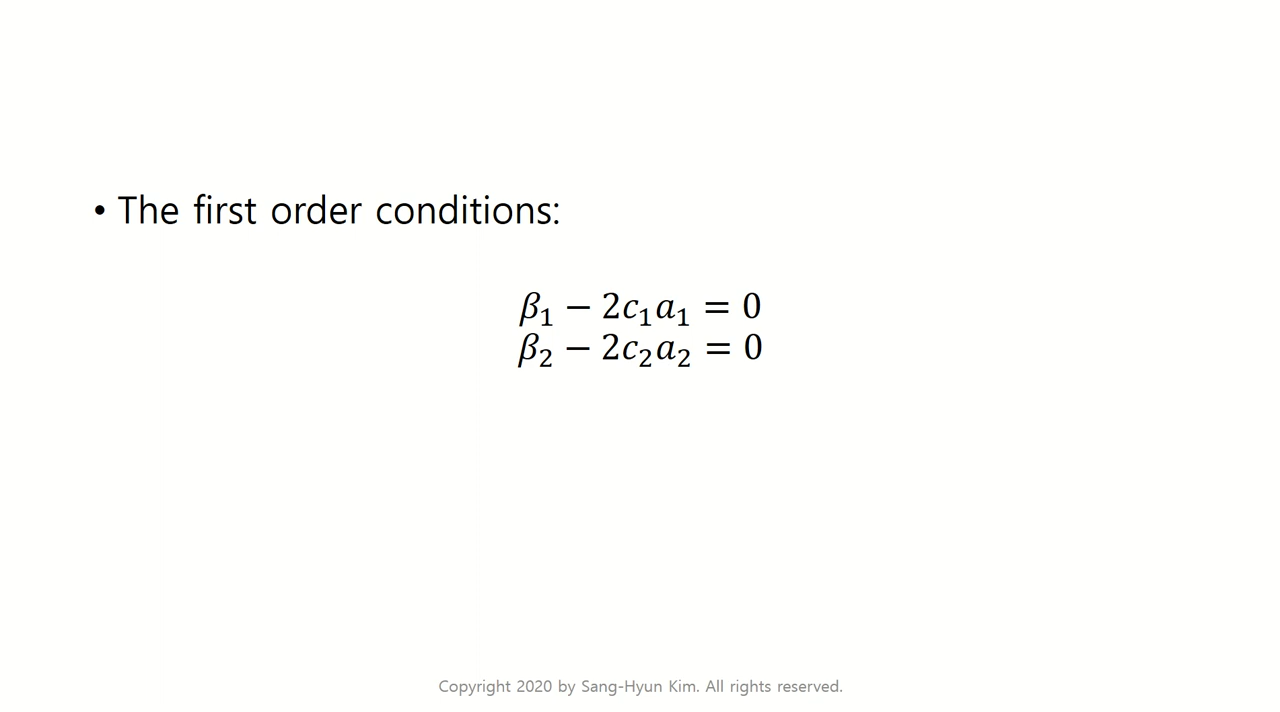 • The first order conditions:
β₁ − 2c₁a₁ = 0
β₂ − 2c₂a₂ = 0
Copyright 2020 by Sang-Hyun Kim. All rights reserved.